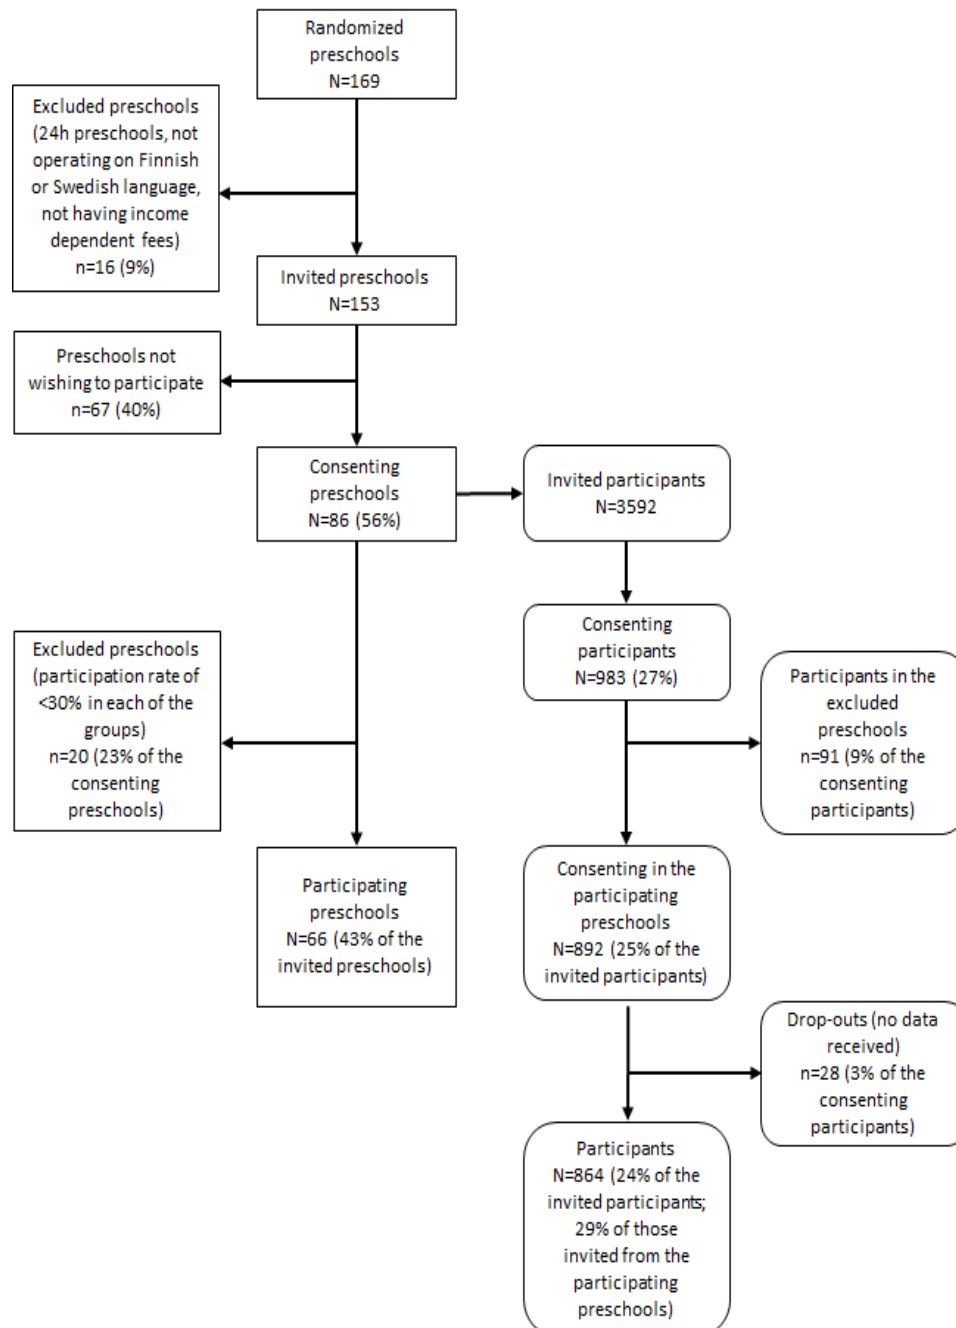 Randomized
preschools
N=169
Excluded preschools
(24h preschools, not
operating on Finnish
or Swedish language,
not having income
dependent fees)
n=16 (9%)
Invited preschools
N=153
Preschools not
wishing to participate
n=67 (40%)
Consenting
preschools
N=86 (56%)
Invited participants
N=3592
Consenting
participants
N=983 (27%)
Excluded preschools
(participation rate of
<30% in each of the
groups)
n=20 (23% of the
consenting
preschools)
Participants in the
excluded
preschools
n=91 (9% of the
consenting
participants)
Participating
preschools
N=66 (43% of the
invited preschools)
Consenting in the
participating
preschools
N=892 (25% of the
invited participants)
Drop-outs (no data
received)
n=28 (3% of the
consenting
participants)
Participants
N=864 (24% of the
invited participants;
29% of those
invited from the
participating
preschools)